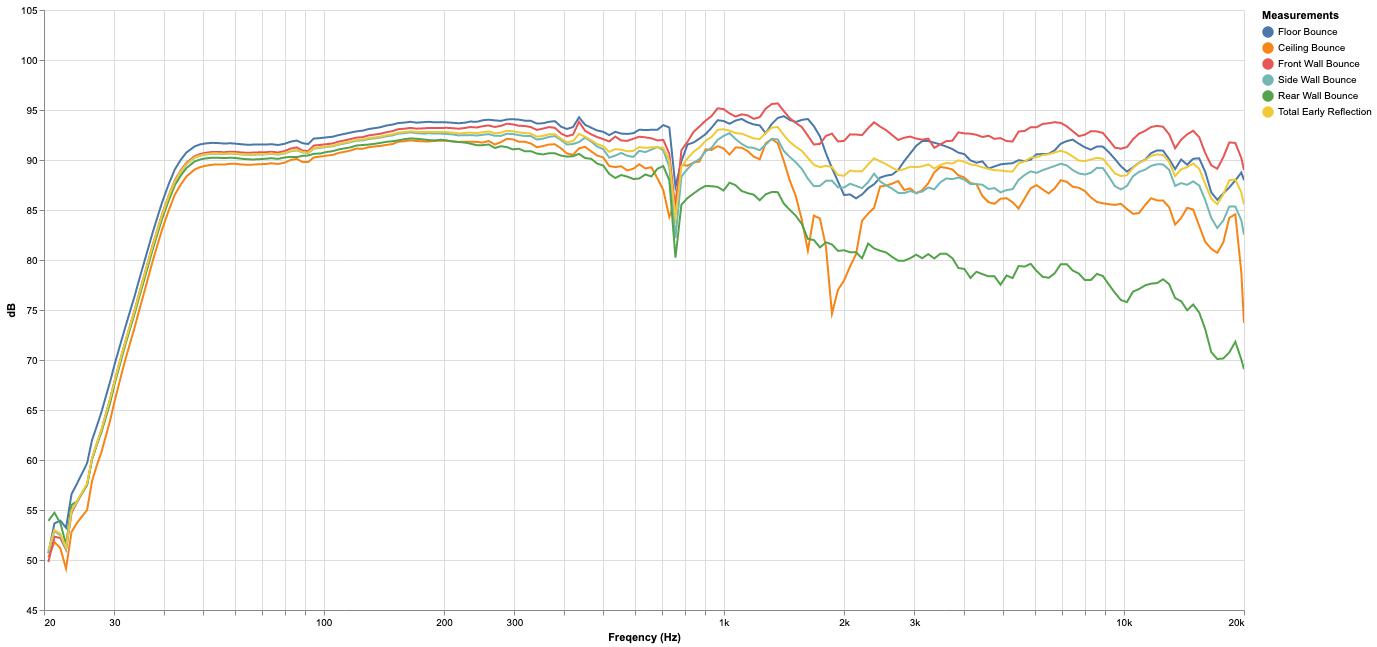 105
100
95
90
85
80
75
70
65
60
55
50
45
dB
20 30 100 200 300 1k 2k 3k 10k 20k
Freqency (Hz)
Measurements
Floor Bounce
Ceiling Bounce
Front Wall Bounce
Side Wall Bounce
Rear Wall Bounce
Total Early Reflection